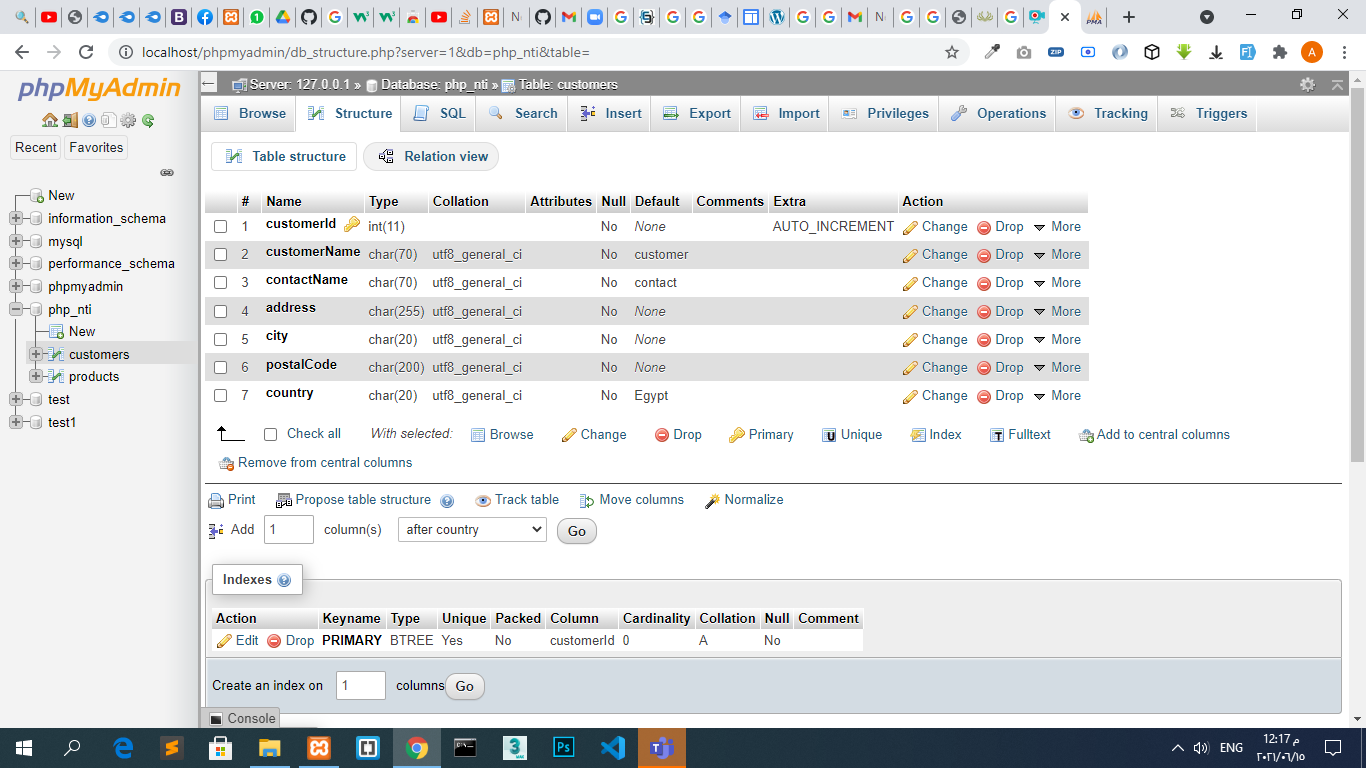 localhost/phpmyadmin/db_structure.php?server=1&db=php_nti&table=
phpMyAdmin
Recent Favorites
New
information_schema
mysql
performance_schema
phpmyadmin
php_nti
New
customers
products
test
test1
Server: 127.0.0.1 » Database: php_nti » Table: customers
Browse Structure SQL Search Insert Export Import Privileges Operations Tracking Triggers
Table structure Relation view
# Name Type Collation Attributes Null Default Comments Extra Action
1 customerId int(11) No None AUTO_INCREMENT Change Drop More
2 customerName char(70) utf8_general_ci No customer Change Drop More
3 contactName char(70) utf8_general_ci No contact Change Drop More
4 address char(255) utf8_general_ci No None Change Drop More
5 city char(20) utf8_general_ci No None Change Drop More
6 postalCode char(200) utf8_general_ci No None Change Drop More
7 country char(20) utf8_general_ci No Egypt Change Drop More
Check all With selected: Browse Change Drop Primary Unique Index Fulltext Add to central columns
Remove from central columns
Print Propose table structure Track table Move columns Normalize
Add 1 column(s) after country Go
Indexes
Action Keyname Type Unique Packed Column Cardinality Collation Null Comment
Edit Drop PRIMARY BTREE Yes No customerId 0 A No
Create an index on 1 columns Go
Console
ENG
12:17 م
٢٠٢١/٠٦/١٥